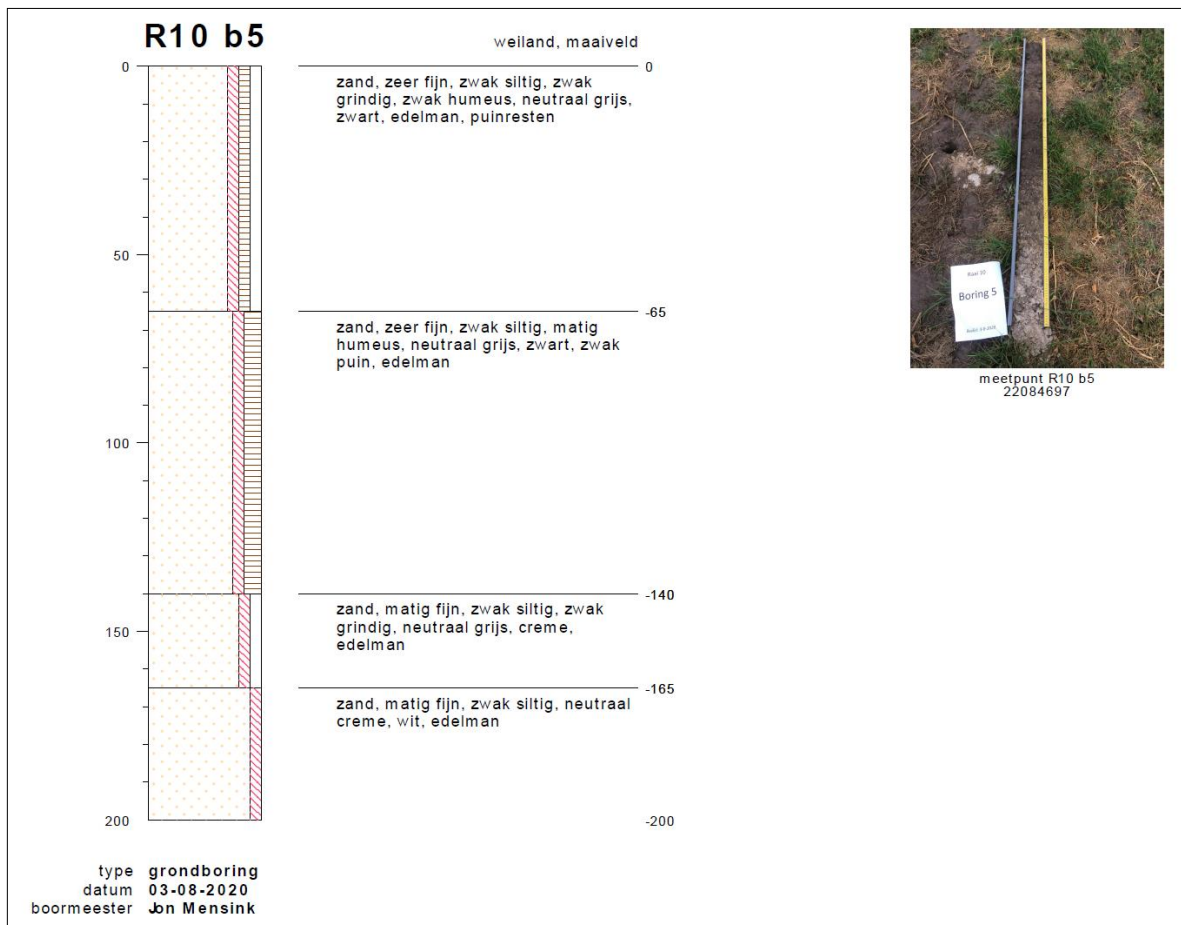 R10 b5
weiland, maaiveld
0
0
zand, zeer fijn, zwak siltig, zwak
grindig, zwak humeus, neutraal grijs,
zwart, edelman, puinresten
50
-65
zand, zeer fijn, zwak siltig, matig
humeus, neutraal grijs, zwart, zwak
puin, edelman
100
-140
zand, matig fijn, zwak siltig, zwak
grindig, neutraal grijs, creme,
edelman
150
-165
zand, matig fijn, zwak siltig, neutraal
creme, wit, edelman
200
-200
type grondboring
datum 03-08-2020
boormeester Jon Mensink
Boring 5
meetpunt R10 b5
22084697